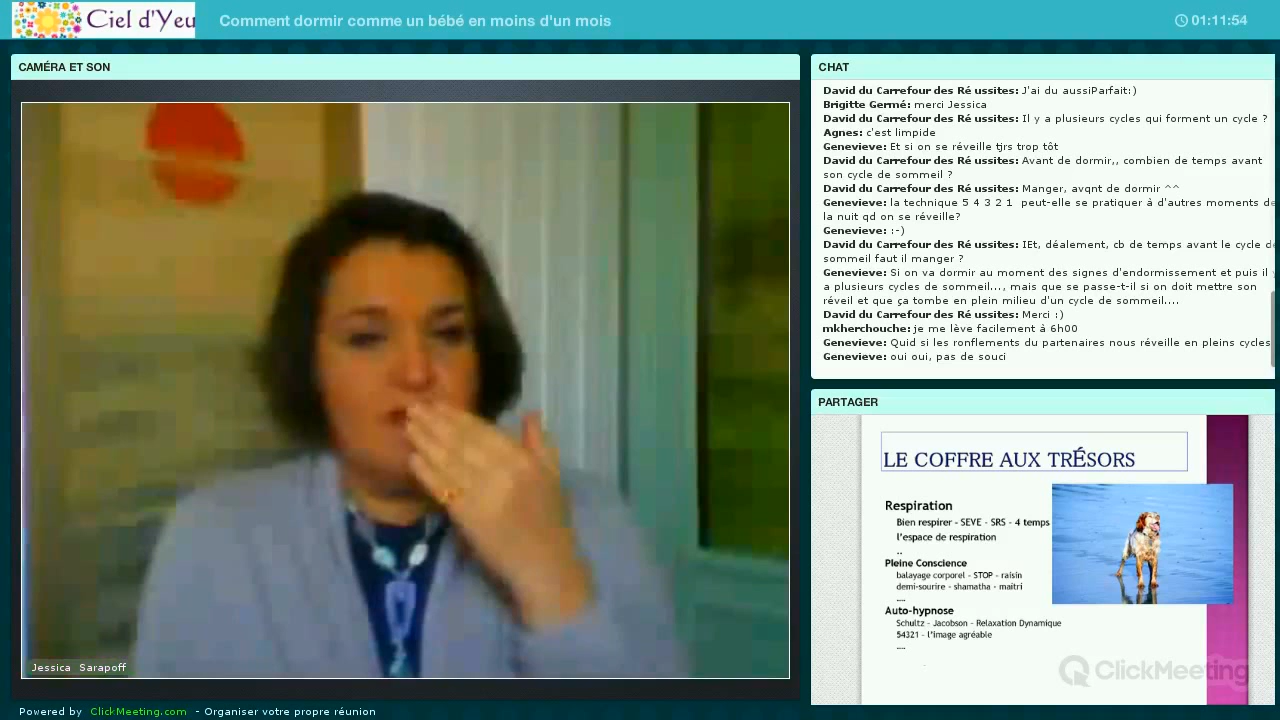 Ciel d'Yeu
Comment dormir comme un bébé en moins d'un mois
01:11:54
CAMÉRA ET SON
Jessica Sarapoff
CHAT
David du Carrefour des Ré ussites: J'ai du aussiParfait:)
Brigitte Germé: merci Jessica
David du Carrefour des Ré ussites: Il y a plusieurs cycles qui forment un cycle ?
Agnes: c'est limpide
Genevieve: Et si on se réveille tjrs trop tôt
David du Carrefour des Ré ussites: Avant de dormir,, combien de temps avant
son cycle de sommeil ?
David du Carrefour des Ré ussites: Manger, avqnt de dormir ^^
Genevieve: la technique 5 4 3 2 1 peut-elle se pratiquer à d'autres moments de
la nuit qd on se réveille?
Genevieve: :-)
David du Carrefour des Ré ussites: IEt, déalement, cb de temps avant le cycle de
sommeil faut il manger ?
Genevieve: Si on va dormir au moment des signes d'endormissement et puis il y
a plusieurs cycles de sommeil..., mais que se passe-t-il si on doit mettre son
réveil et que ça tombe en plein milieu d'un cycle de sommeil....
David du Carrefour des Ré ussites: Merci :)
mkherchouche: je me lève facilement à 6h00
Genevieve: Quid si les ronflements du partenaires nous réveille en pleins cycles
Genevieve: oui oui, pas de souci
PARTAGER
LE COFFRE AUX TRÉSORS
Respiration
Bien respirer - SEVE - SRS - 4 temps
l'espace de respiration
..
Pleine Conscience
balayage corporel - STOP - raisin
demi-sourire - shamatha - maitri
....
Auto-hypnose
Schultz - Jacobson - Relaxation Dynamique
54321 - l'image agréable
....
ClickMeeting
Powered by ClickMeeting.com - Organiser votre propre réunion